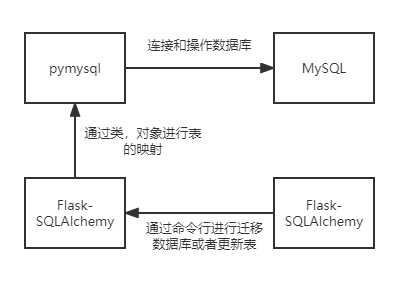 连接和操作数据库
pymysql
MySQL
通过类，对象进行表
的映射
Flask-
SQLAlchemy
Flask-
SQLAlchemy
通过命令行进行迁移
数据库或者更新表